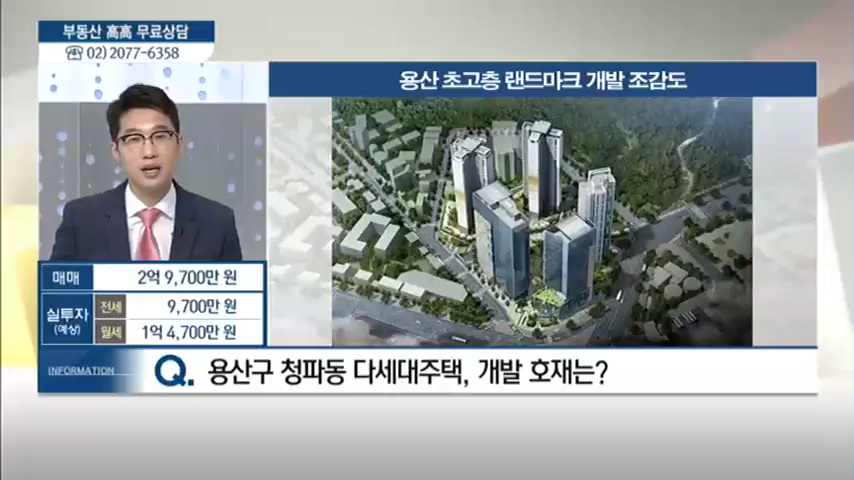 부동산 高高 무료상담
☏ 02) 2077-6358
용산 초고층 랜드마크 개발 조감도
매매 2억 9,700만 원
실투자 (예상) 전세 9,700만 원
월세 1억 4,700만 원
INFORMATION
Q. 용산구 청파동 다세대주택, 개발 호재는?